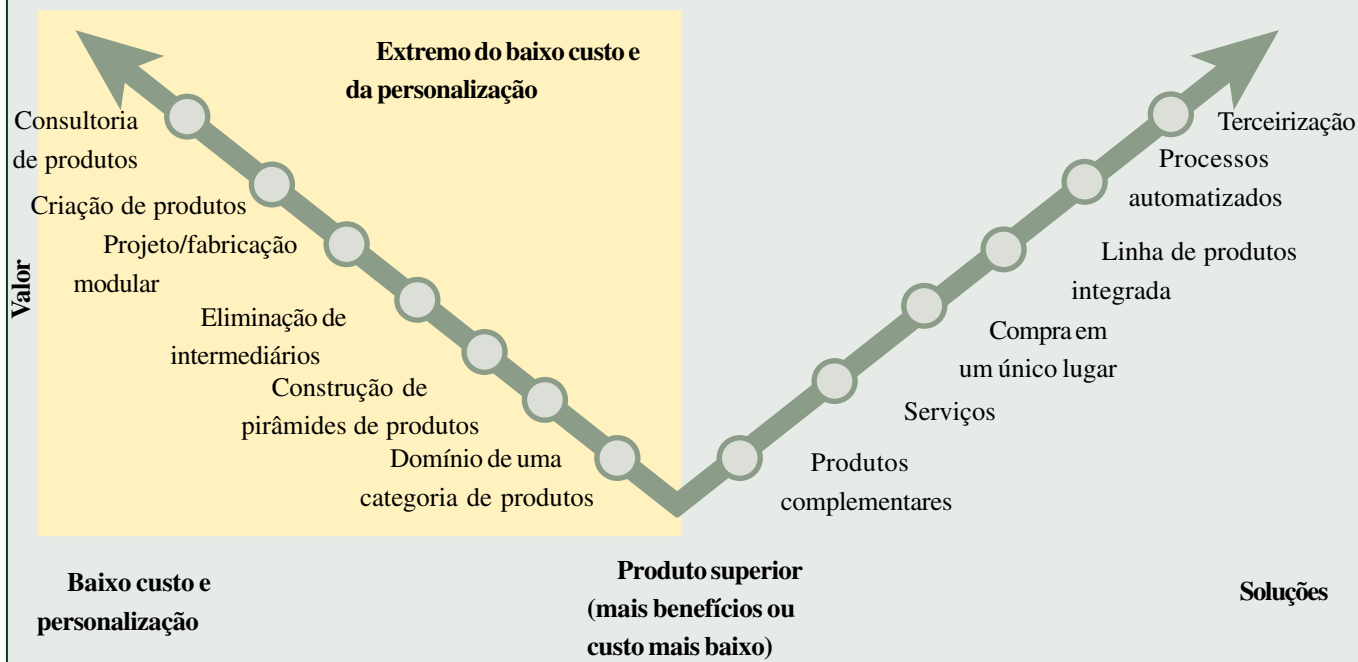 Extremo do baixo custo e
da personalização
Consultoria
de produtos
Criação de produtos
Projeto/fabricação
modular
Eliminação de
intermediários
Construção de
pirâmides de produtos
Domínio de uma
categoria de produtos
Valor
Terceirização
Processos
automatizados
Linha de produtos
integrada
Compra em
um único lugar
Serviços
Produtos
complementares
Baixo custo e
personalização
Produto superior
(mais benefícios ou
custo mais baixo)
Soluções